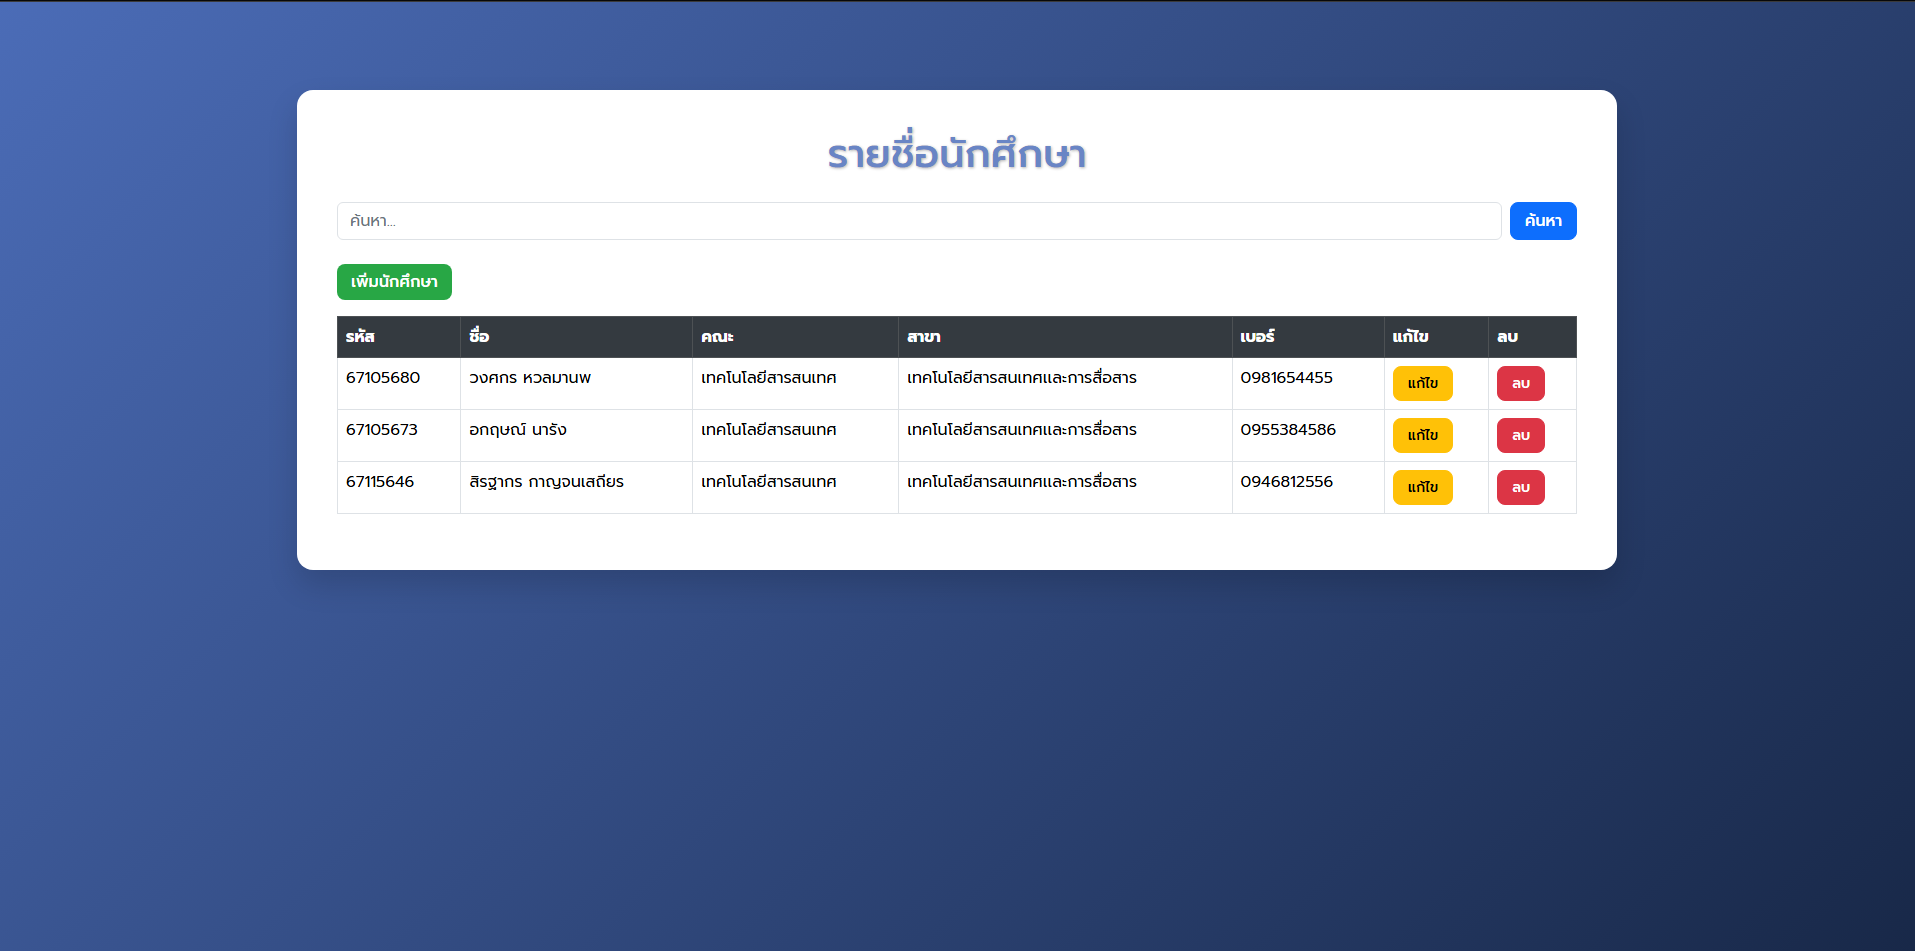 รายชื่อนักศึกษา
ค้นหา... ค้นหา
เพิ่มนักศึกษา
รหัส ชื่อ คณะ สาขา เบอร์ แก้ไข ลบ
67105680 วงศกร หวลมานพ เทคโนโลยีสารสนเทศ เทคโนโลยีสารสนเทศและการสื่อสาร 0981654455 แก้ไข ลบ
67105673 อกฤษณ์ นารัง เทคโนโลยีสารสนเทศ เทคโนโลยีสารสนเทศและการสื่อสาร 0955384586 แก้ไข ลบ
67115646 สิรฐากร กาญจนเสถียร เทคโนโลยีสารสนเทศ เทคโนโลยีสารสนเทศและการสื่อสาร 0946812556 แก้ไข ลบ